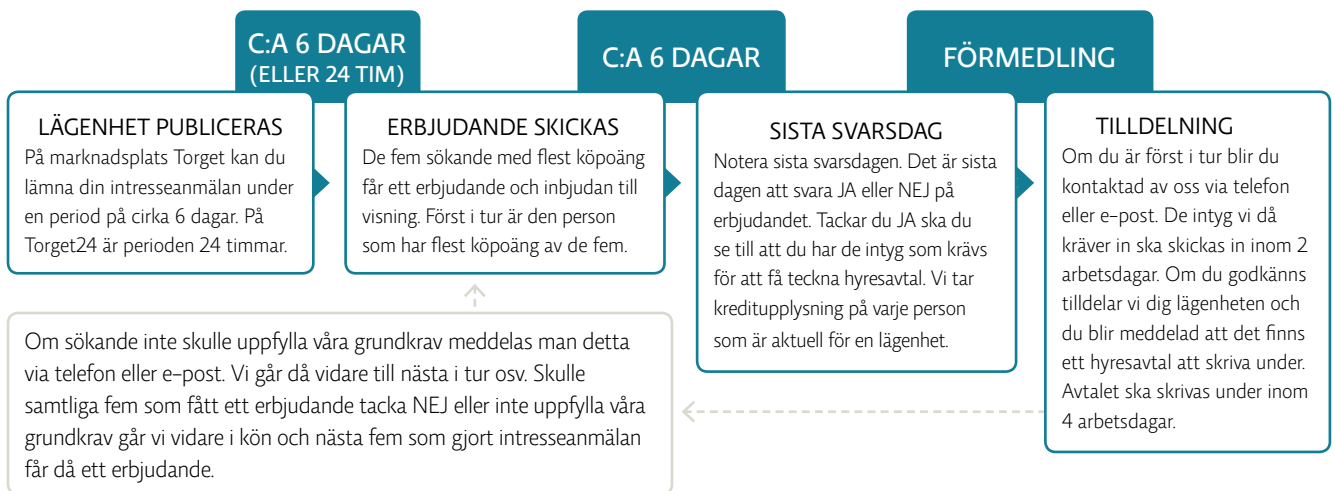 C:A 6 DAGAR
(ELLER 24 TIM)
C:A 6 DAGAR
FÖRMEDLING
LÄGENHET PUBLICERAS
På marknadsplats Torget kan du
lämna din intresseanmälan under
en period på cirka 6 dagar. På
Torget24 är perioden 24 timmar.
ERBJUDANDE SKICKAS
De fem sökande med flest köpoäng
får ett erbjudande och inbjudan till
visning. Först i tur är den person
som har flest köpoäng av de fem.
SISTA SVARSDAG
Notera sista svarsdagen. Det är sista
dagen att svara JA eller NEJ på
erbjudandet. Tackar du JA ska du
se till att du har de intyg som krävs
för att få teckna hyresavtal. Vi tar
kreditupplysning på varje person
som är aktuell för en lägenhet.
TILLDELNING
Om du är först i tur blir du
kontaktad av oss via telefon
eller e-post. De intyg vi då
kräver in ska skickas in inom 2
arbetsdagar. Om du godkänns
tilldelar vi dig lägenheten och
du blir meddelad att det finns
ett hyresavtal att skriva under.
Avtalet ska skrivas under inom
4 arbetsdagar.
Om sökande inte skulle uppfylla våra grundkrav meddelas man detta
via telefon eller e-post. Vi går då vidare till nästa i tur osv. Skulle
samtliga fem som fått ett erbjudande tacka NEJ eller inte uppfylla våra
grundkrav går vi vidare i kön och nästa fem som gjort intresseanmälan
får då ett erbjudande.